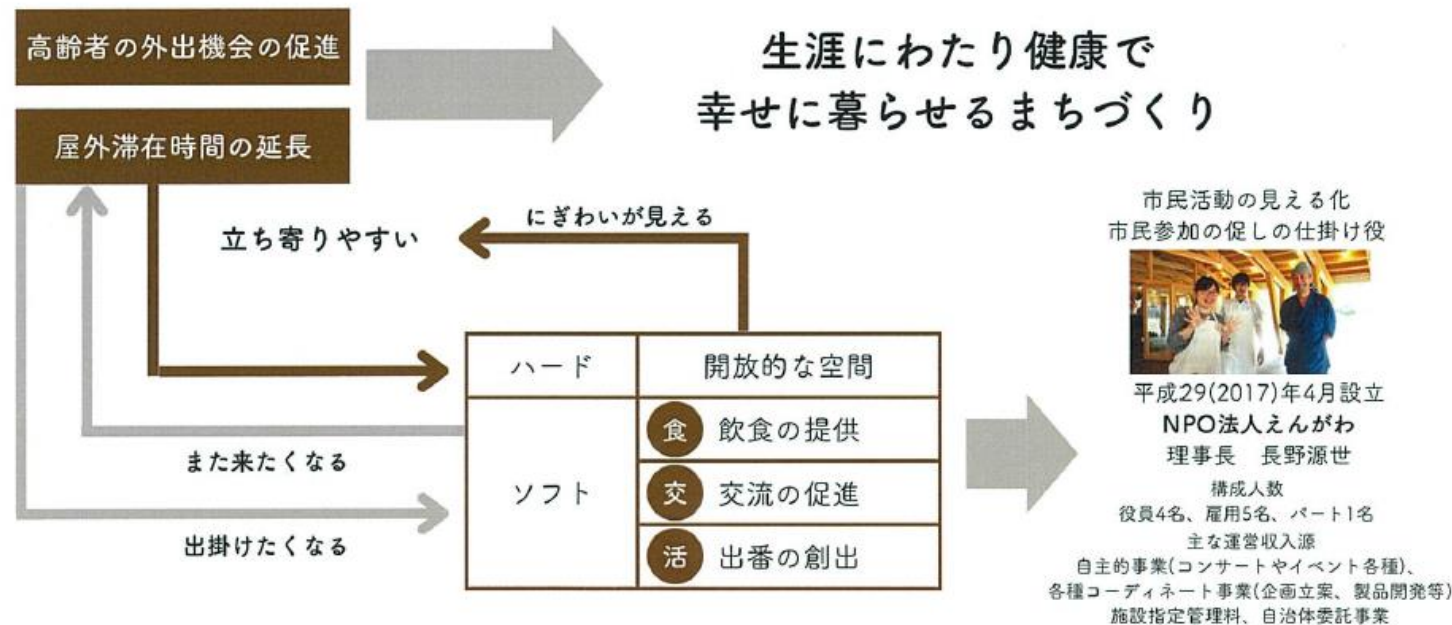 高齢者の外出機会の促進
屋外滞在時間の延長
生涯にわたり健康で
幸せに暮らせるまちづくり
立ち寄りやすい
にぎわいが見える
また来たくなる
出掛けたくなる
ハード
開放的な空間
ソフト
食 飲食の提供
交 交流の促進
活 出番の創出
市民活動の見える化
市民参加の促しの仕掛け役
平成29(2017)年4月設立
NPO法人えんがわ
理事長 長野源世
構成人数
役員4名、雇用5名、パート1名
主な運営収入源
自主的事業(コンサートやイベント各種)、
各種コーディネート事業(企画立案、製品開発等)
施設指定管理料、自治体委託事業